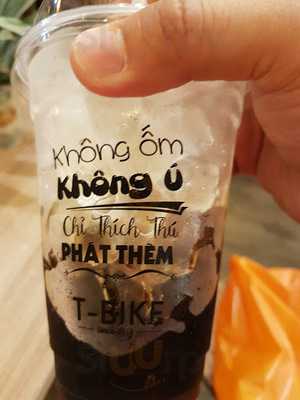 Không ốm
Không Ú
Chỉ Thích Thú
PHÁT THÈM
T-BIKE